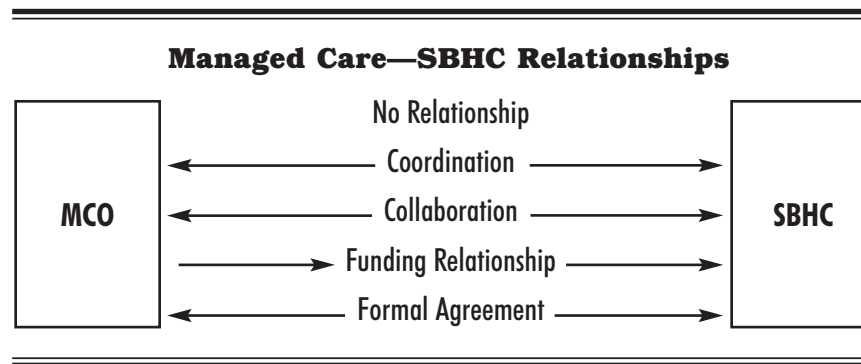 Managed Care—SBHC Relationships
No Relationship
Coordination
MCO
Collaboration
SBHC
Funding Relationship
Formal Agreement